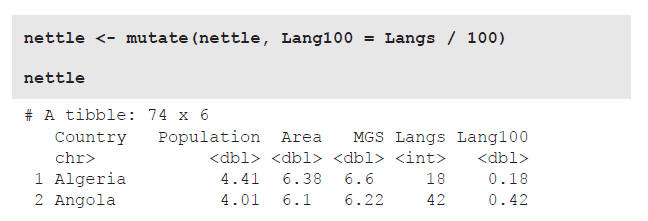 nettle <- mutate(nettle, Lang100 = Langs / 100)
nettle
# A tibble: 74 x 6
Country Population Area MGS Langs Lang100
chr> <dbl> <dbl> <dbl> <int> <dbl>
1 Algeria 4.41 6.38 6.6 18 0.18
2 Angola 4.01 6.1 6.22 42 0.42